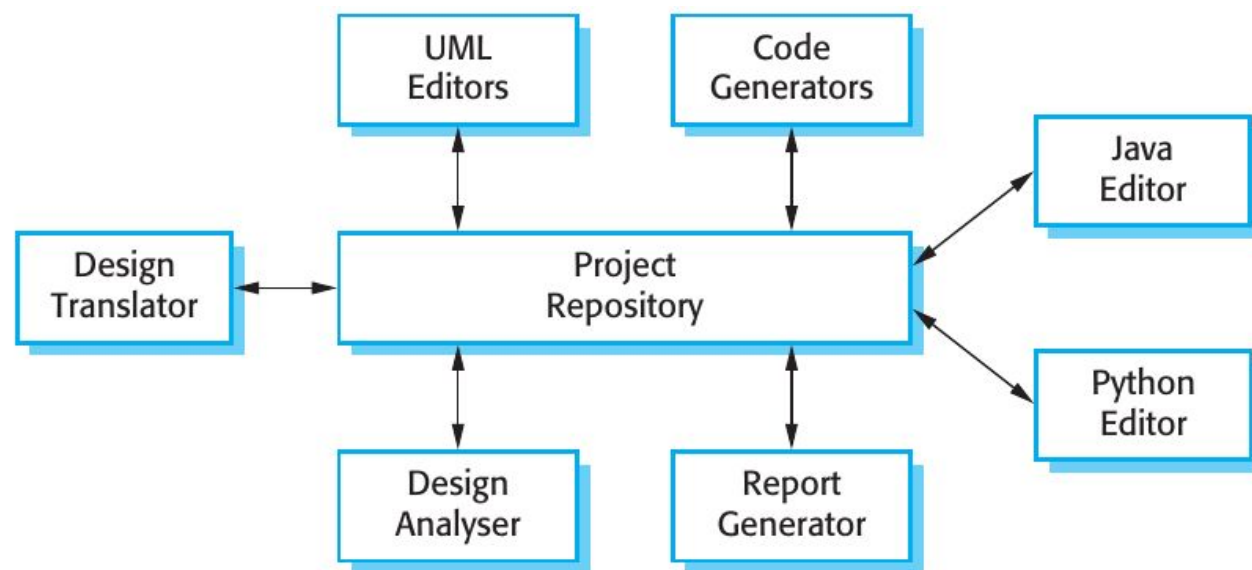 UML
Editors
Code
Generators
Java
Editor
Design
Translator
Project
Repository
Python
Editor
Design
Analyser
Report
Generator